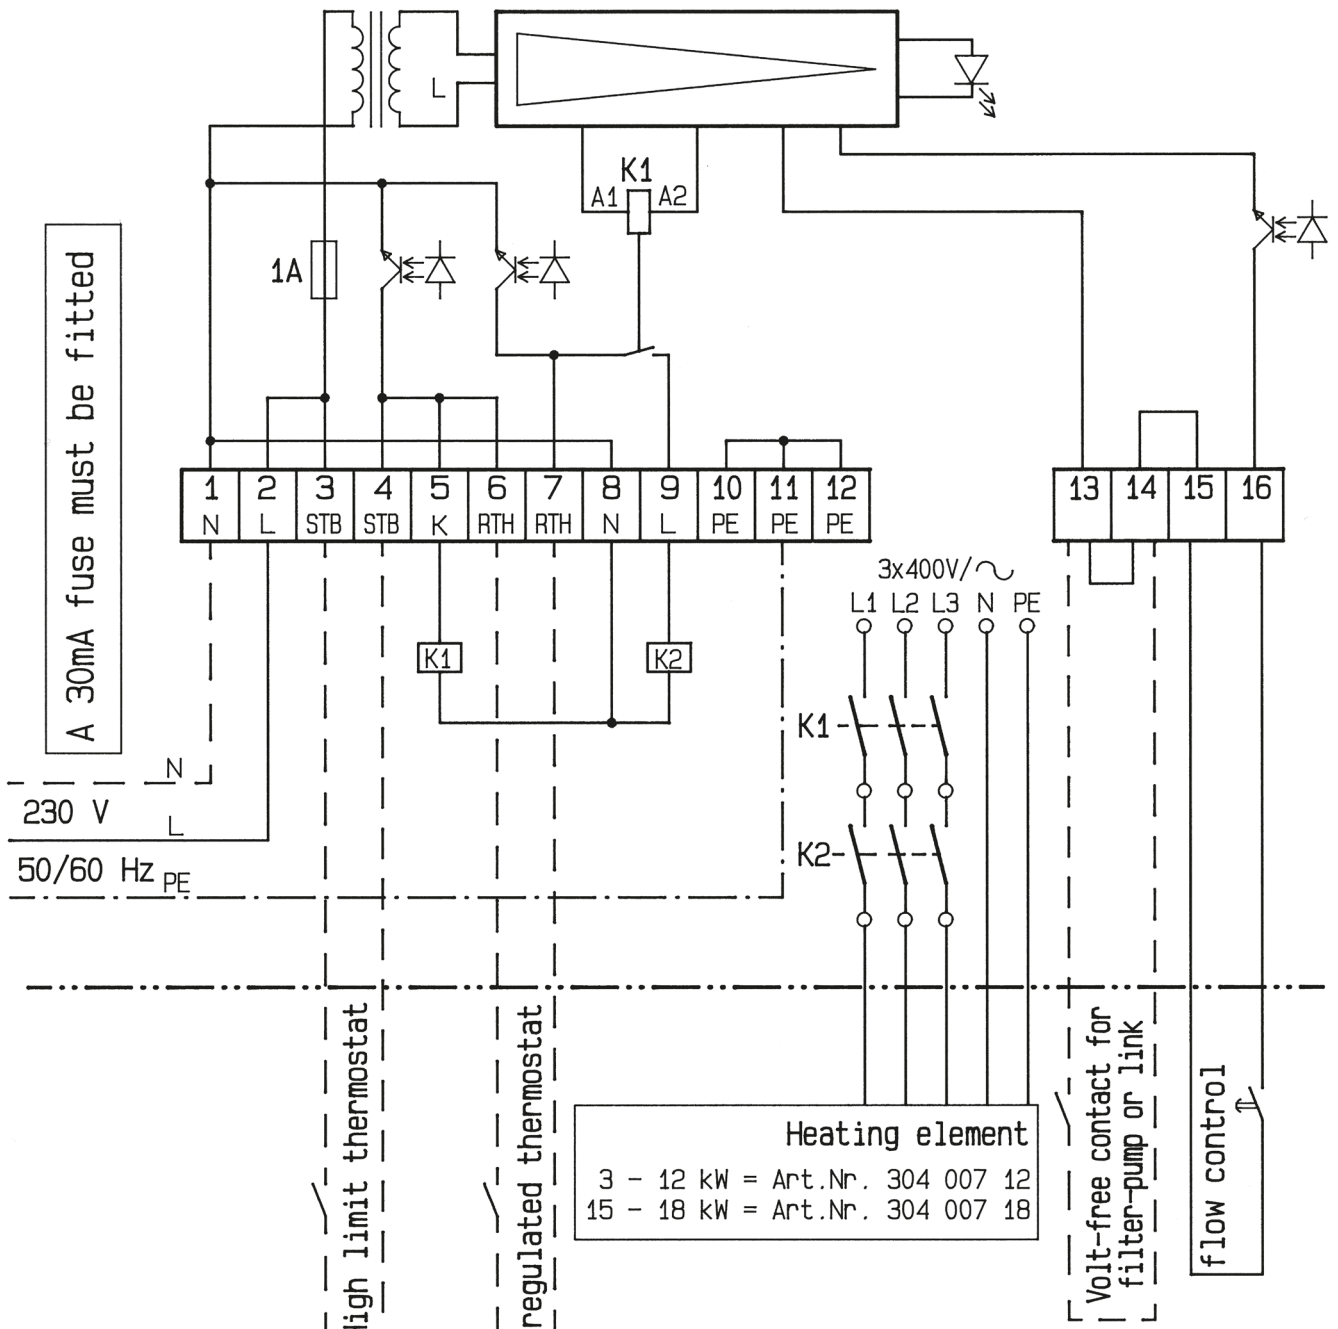 L
K1
A1 A2
1A
A 30mA fuse must be fitted
1 2 3 4 5 6 7 8 9 10 11 12
N L STB STB K RTH RTH N L PE PE PE
13 14 15 16
3x400V/~
L1 L2 L3 N PE
K1 K2
K1
K2
N
230 V
L
50/60 Hz PE
High limit thermostat
regulated thermostat
Heating element
3 - 12 kW = Art.Nr. 304 007 12
15 - 18 kW = Art.Nr. 304 007 18
Volt-free contact for
filter-pump or link
flow control